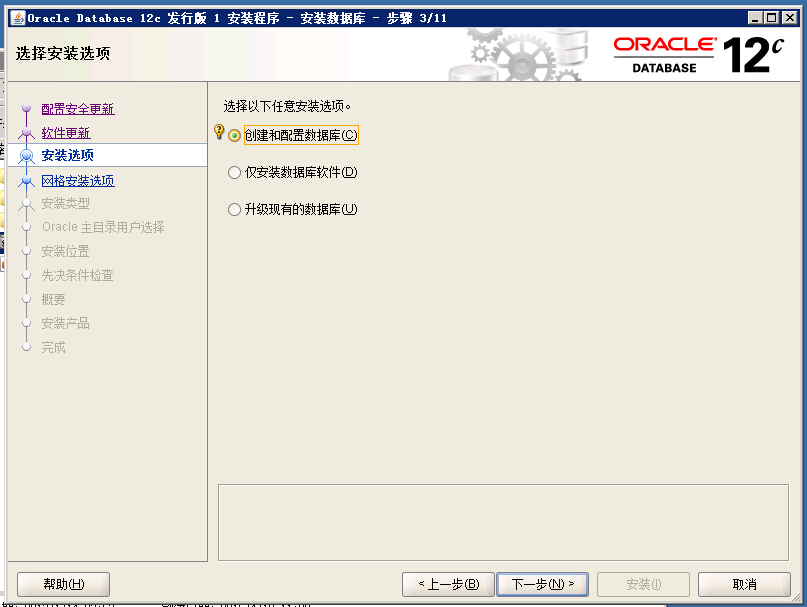 Oracle Database 12c 发行版 1 安装程序 - 安装数据库 - 步骤 3/11
选择安装选项
ORACLE®
DATABASE
12c
配置安全更新
软件更新
安装选项
网格安装选项
安装类型
Oracle 主目录用户选择
安装位置
先决条件检查
概要
安装产品
完成
选择以下任意安装选项。
创建和配置数据库(C)
仅安装数据库软件(D)
升级现有的数据库(U)
帮助(H)
< 上一步(B)
下一步(N) >
安装(I)
取消